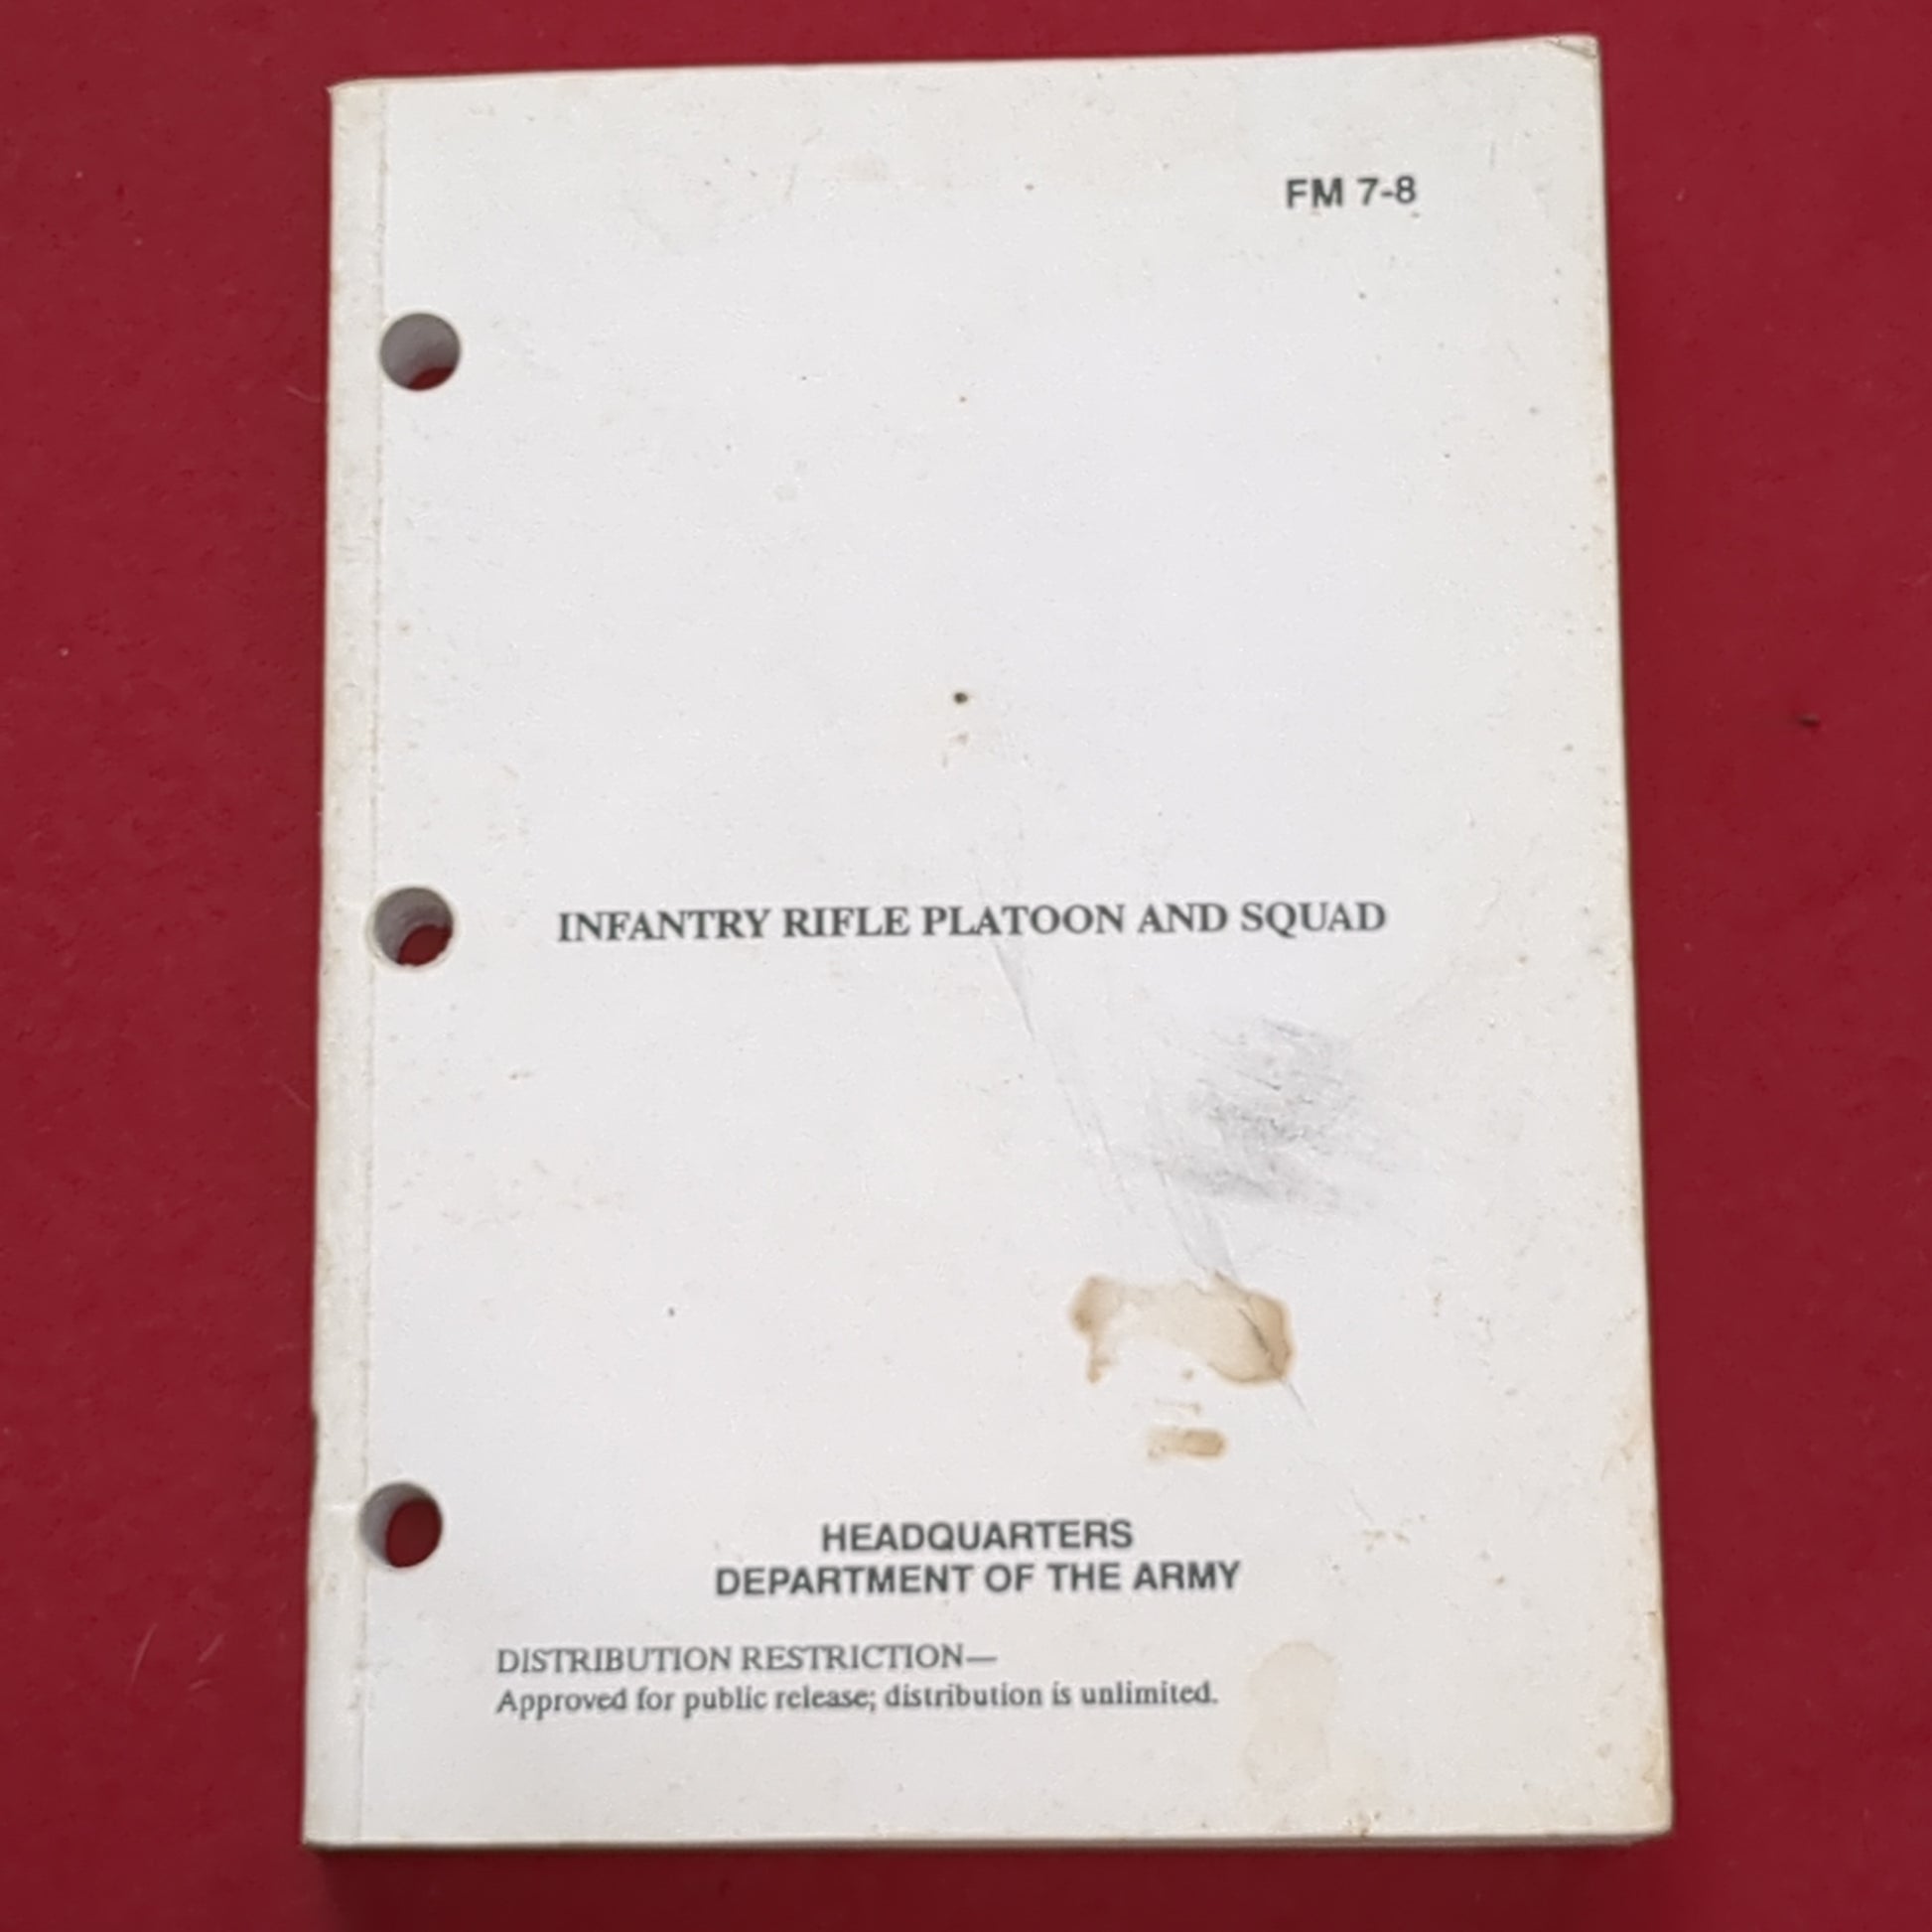 FM 7-8
INFANTRY RIFLE PLATOON AND SQUAD
HEADQUARTERS
DEPARTMENT OF THE ARMY
DISTRIBUTION RESTRICTION—
Approved for public release; distribution is unlimited.